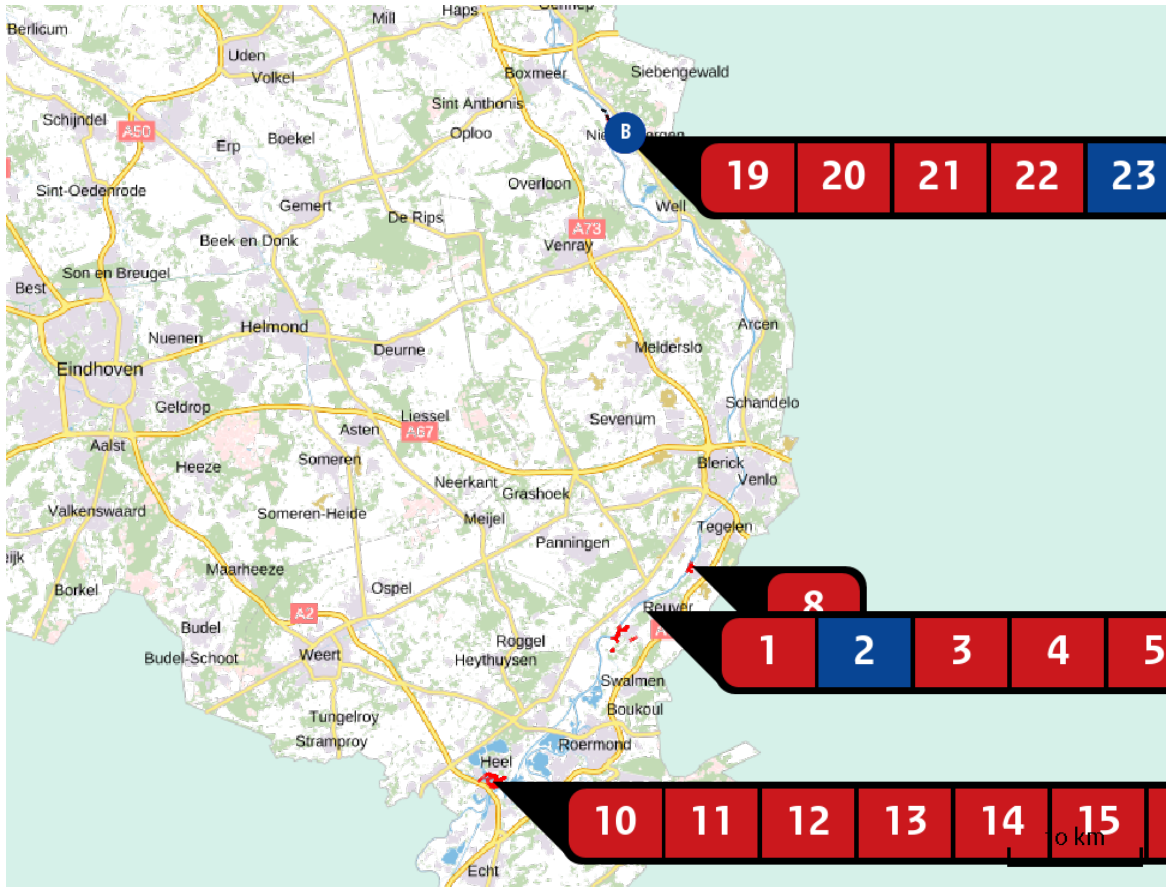 Haps
Gennep
Mill
Berlicum
Uden
Volkel
Boxmeer
Siebengewald
Sint Anthonis
Schijndel
A50
Oploo
B
Erp
Boekel
19 20 21 22 23
Sint-Oedenrode
Overloon
Gemert
Well
De Rips
A73
Beek en Donk
Venray
Son en Breugel
Best
Arcen
Helmond
Nuenen
Melderslo
Deurne
Eindhoven
Geldrop
Schandelo
Liessel
Sevenum
Asten
A67
Aalst
Someren
Blerick
Heeze
Venlo
Neerkant
Grashoek
Valkenswaard
Someren-Heide
Meijel
Tegelen
Panningen
eijk
Maarheeze
Borkel
Ospel
8
Reuver
A2
Budel
Roggel
1 2 3 4 5
Budel-Schoot
Weert
Heythuysen
Swalmen
Boukoul
Tungelroy
Stramproy
Roermond
Heel
10 11 12 13 14 15
10 km
Echt